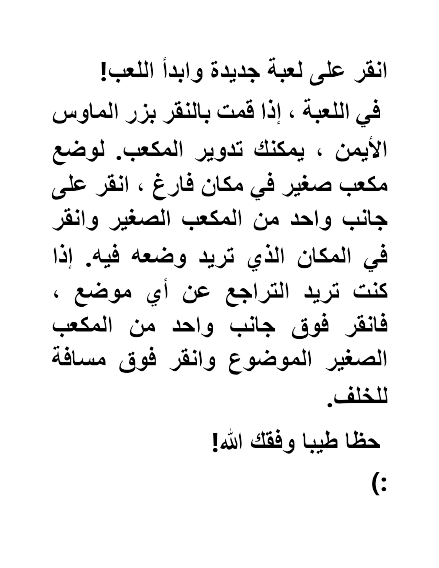 انقر على لعبة جديدة وابدأ اللعب!
في اللعبة ، إذا قمت بالنقر بزر الماوس
الأيمن ، يمكنك تدوير المكعب. لوضع
مكعب صغير في مكان فارغ ، انقر على
جانب واحد من المكعب الصغير وانقر
في المكان الذي تريد وضعه فيه. إذا
كنت تريد التراجع عن أي موضع ،
فانقر فوق جانب واحد من المكعب
الصغير الموضوع وانقر فوق مسافة
للخلف.
حظا طيبا وفقك الله!
:)